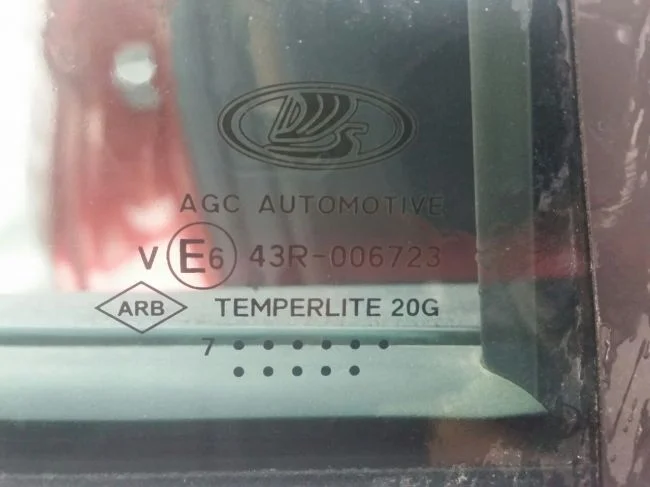 AGC AUTOMOTIVE
V E6 43R-006723
ARB TEMPERLITE 20G
7 ••••••
•••••